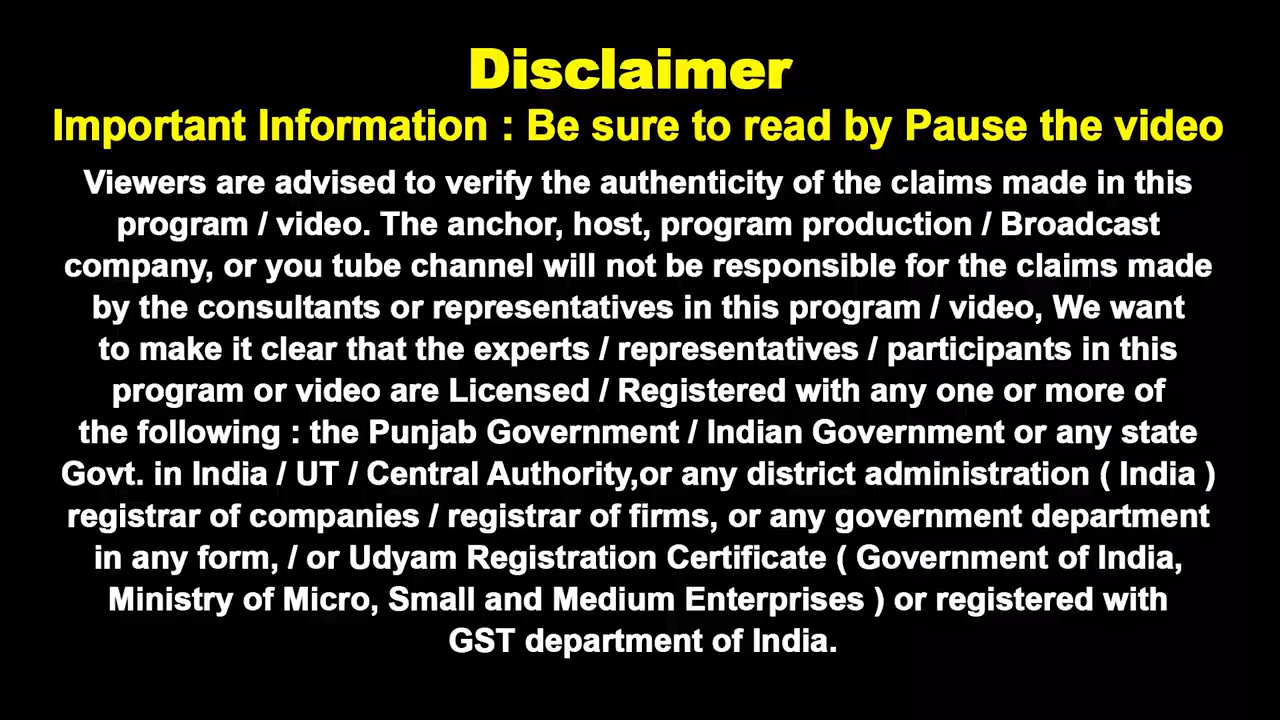 Disclaimer
Important Information : Be sure to read by Pause the video
Viewers are advised to verify the authenticity of the claims made in this
program / video. The anchor, host, program production / Broadcast
company, or you tube channel will not be responsible for the claims made
by the consultants or representatives in this program / video, We want
to make it clear that the experts / representatives / participants in this
program or video are Licensed / Registered with any one or more of
the following : the Punjab Government / Indian Government or any state
Govt. in India / UT / Central Authority,or any district administration ( India )
registrar of companies / registrar of firms, or any government department
in any form, / or Udyam Registration Certificate ( Government of India,
Ministry of Micro, Small and Medium Enterprises ) or registered with
GST department of India.